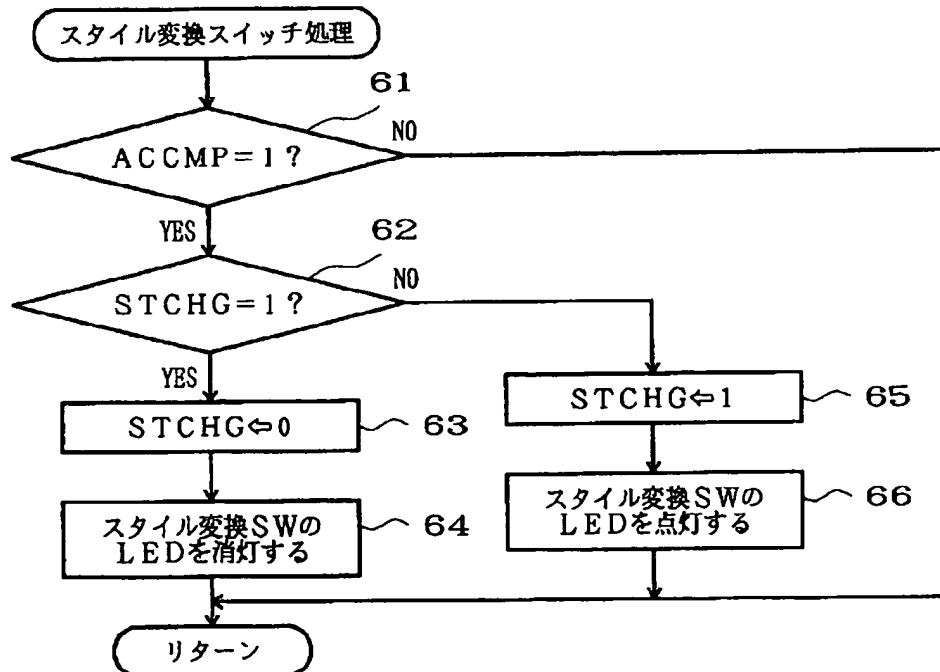 スタイル変換スイッチ処理
61
ACCMP=1?
NO
YES
62
STCHG=1?
NO
YES
STCHG⇦0
63
STCHG⇦1
65
スタイル変換SWの
LEDを消灯する
64
スタイル変換SWの
LEDを点灯する
66
リターン